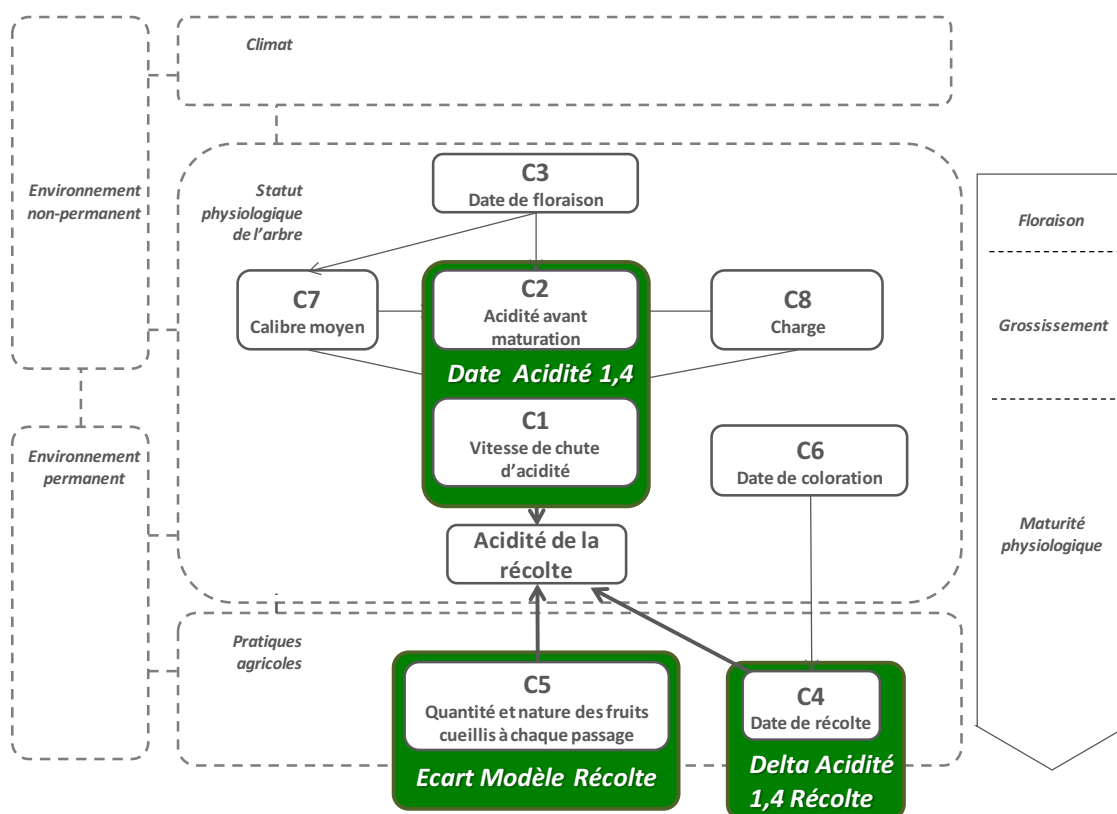 Climat
Environnement
non-permanent
Statut
physiologique
de l’arbre
C3
Date de floraison
Floraison
C7
Calibre moyen
C2
Acidité avant
maturation
C8
Charge
Grossissement
Date Acidité 1,4
C1
Vitesse de chute
d’acidité
Environnement
permanent
C6
Date de coloration
Maturité
physiologique
Acidité de la
récolte
Pratiques
agricoles
C5
Quantité et nature des fruits
cueillis à chaque passage
Ecart Modèle Récolte
C4
Date de récolte
Delta Acidité
1,4 Récolte